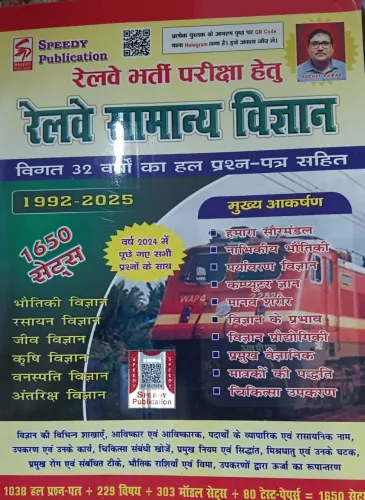 SPEEDY
Publication
प्रत्येक पुस्तक के आवरण पृष्ठ पर QR Code
रेलवे भर्ती परीक्षा हेतु
रेलवे सामान्य विज्ञान
विगत 32 वर्षों का हल प्रश्न-पत्र सहित
1992-2025
मुख्य आकर्षण
1650
सेट्स
वर्ष 2024 में
पूछे गए सभी
प्रश्नों के साथ
हमारा सौरमंडल
नाभिकीय भौतिकी
पर्यावरण विज्ञान
कम्प्यूटर ज्ञान
मानव शरीर
विज्ञान के प्रभाव
विज्ञान प्रौद्योगिकी
प्रमुख वैज्ञानिक
मात्रकों की पद्धति
चिकित्सा उपकरण
WAP4
22528
भौतिकी विज्ञान
रसायन विज्ञान
जीव विज्ञान
कृषि विज्ञान
वनस्पति विज्ञान
अंतरिक्ष विज्ञान
SPEEDY
Publication
विज्ञान की विभिन्न शाखाएँ, आविष्कार एवं आविष्कारक, पदार्थों के व्यापारिक एवं रासायनिक नाम,
उपकरण एवं उनके कार्य, चिकित्सा संबंधी खोजें, प्रमुख नियम एवं सिद्धांत, मिश्रधातु एवं उनके घटक,
प्रमुख रोग एवं संबंधित टीके, भौतिक राशियाँ एवं विमा, उपकरणों द्वारा ऊर्जा का रूपान्तरण
1038 हल प्रश्न-पत्र + 229 विषय + 303 मॉडल सेट्स + 80 टेस्ट-पेपर्स = 1650